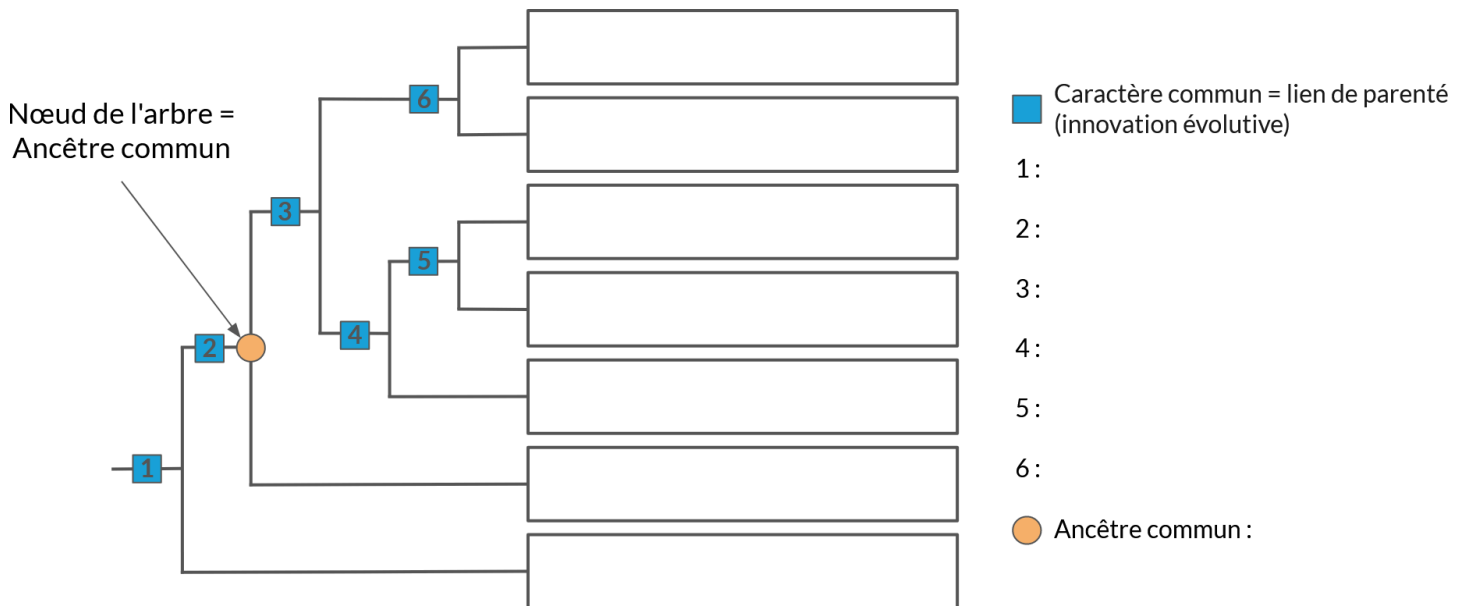 Nœud de l'arbre =
Ancêtre commun
6
3
5
4
2
1
Caractère commun = lien de parenté
(innovation évolutive)
1 :
2 :
3 :
4 :
5 :
6 :
Ancêtre commun :